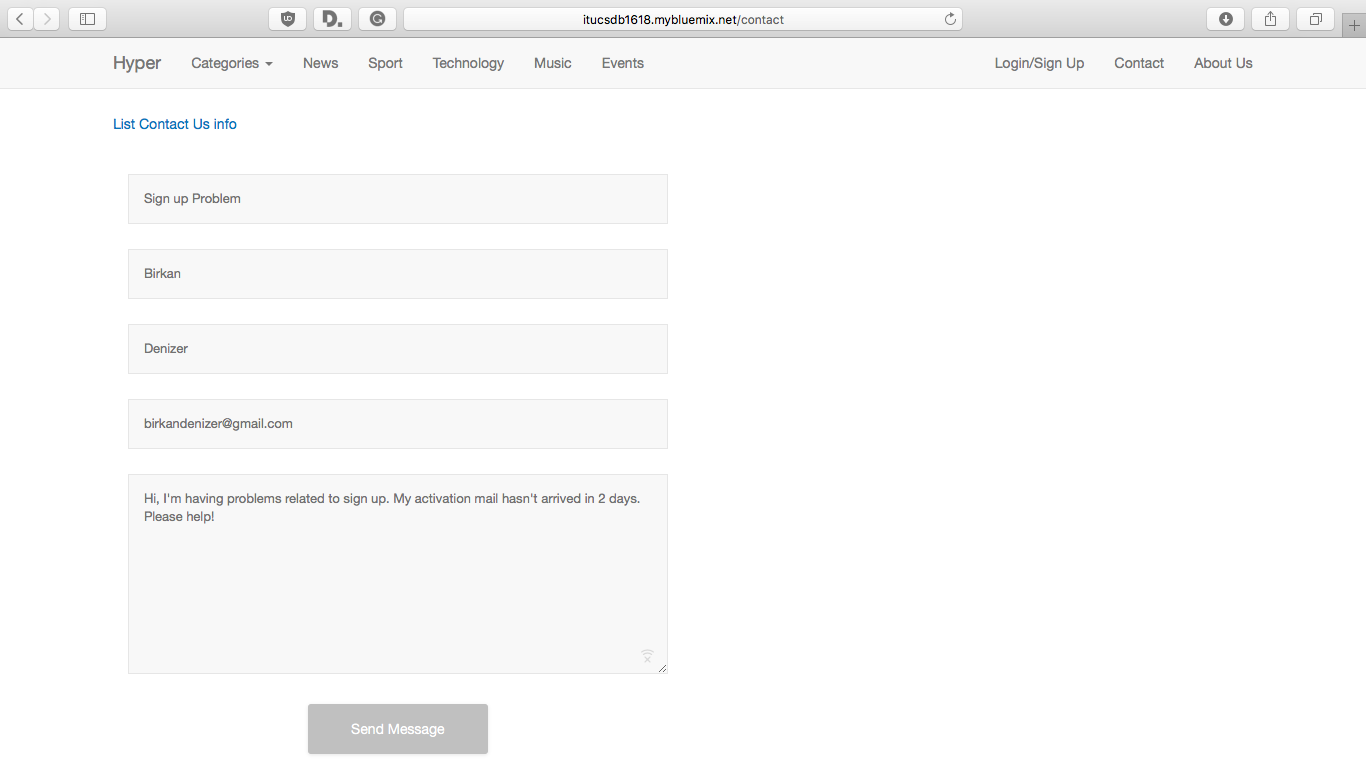 itucsdb1618.mybluemix.net/contact
Hyper Categories News Sport Technology Music Events Login/Sign Up Contact About Us
List Contact Us info
Sign up Problem
Birkan
Denizer
birkandenizer@gmail.com
Hi, I'm having problems related to sign up. My activation mail hasn't arrived in 2 days.
Please help!
Send Message